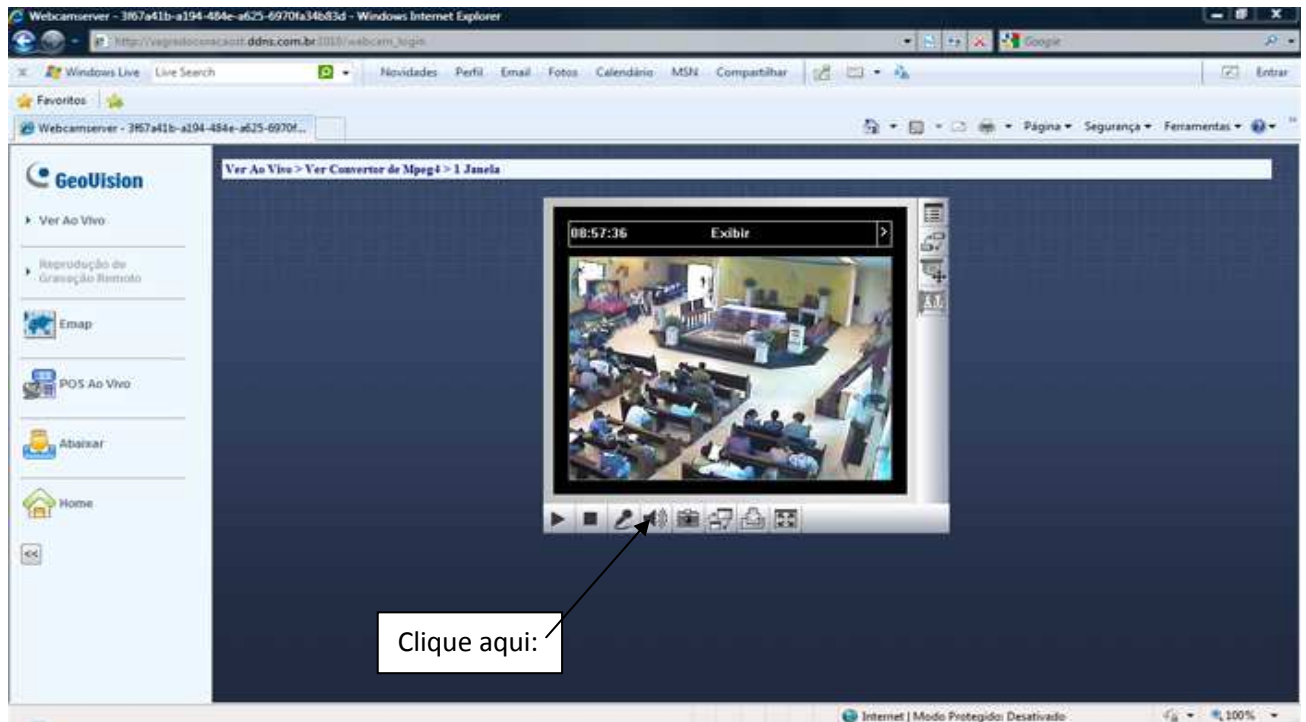 Webcamserver - 3f67a41b-a194-484e-a625-6970fa34b83d - Windows Internet Explorer
ddns.com.br:
Google
Windows Live Live Search Novidades Perfil Email Fotos Calendário MSN Compartilhar Entrar
Favoritos
Webcamserver - 3f67a41b-a194-484e-a625-6970f... Página Segurança Ferramentas
GeoVision
Ver Ao Vivo > Ver Convertor de Mpeg4 > 1 Janela
Ver Ao Vivo
Reprodução de
Gravação Remoto
Emap
POS Ao Vivo
Abaixar
Home
<<
08:57:36 Exibir >
Clique aqui:
Internet | Modo Protegido: Desativado 100%